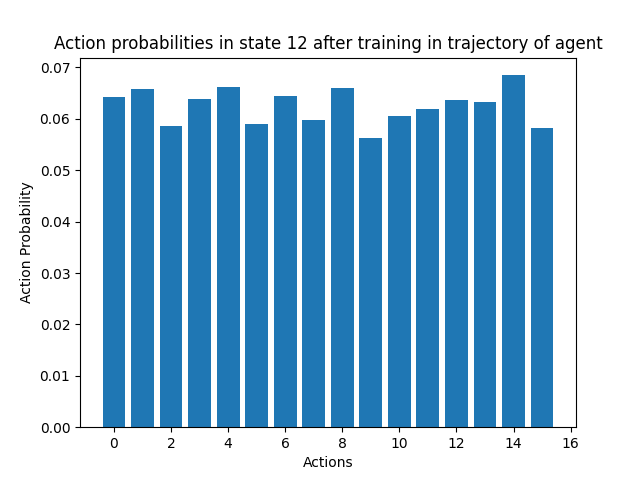 Action probabilities in state 12 after training in trajectory of agent
0.07
0.06
0.05
0.04
0.03
0.02
0.01
0.00
Action Probability
0 2 4 6 8 10 12 14 16
Actions